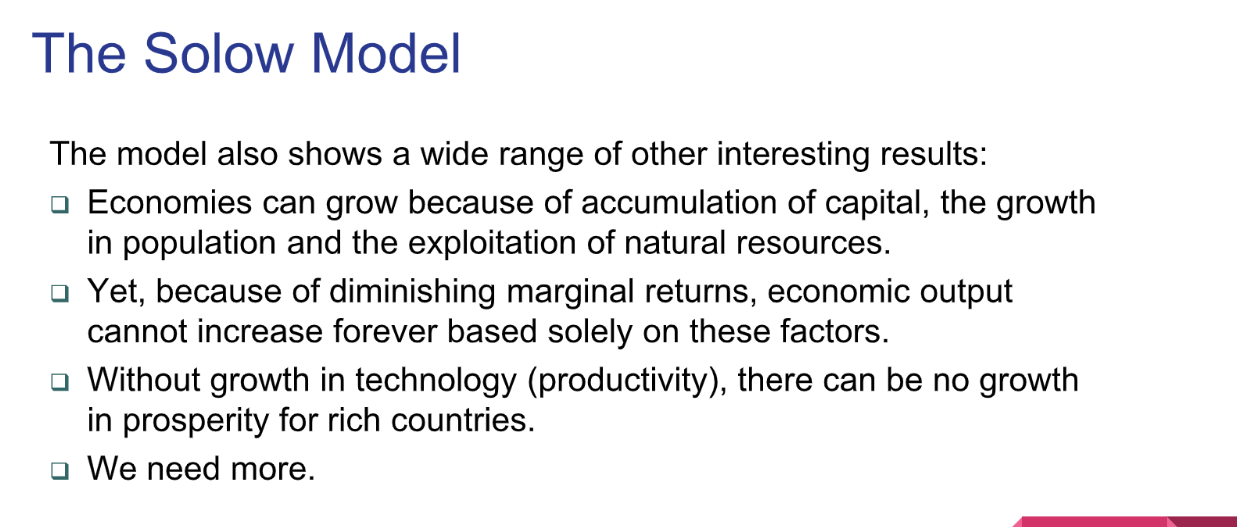 The Solow Model
The model also shows a wide range of other interesting results:
Economies can grow because of accumulation of capital, the growth
in population and the exploitation of natural resources.
Yet, because of diminishing marginal returns, economic output
cannot increase forever based solely on these factors.
Without growth in technology (productivity), there can be no growth
in prosperity for rich countries.
We need more.